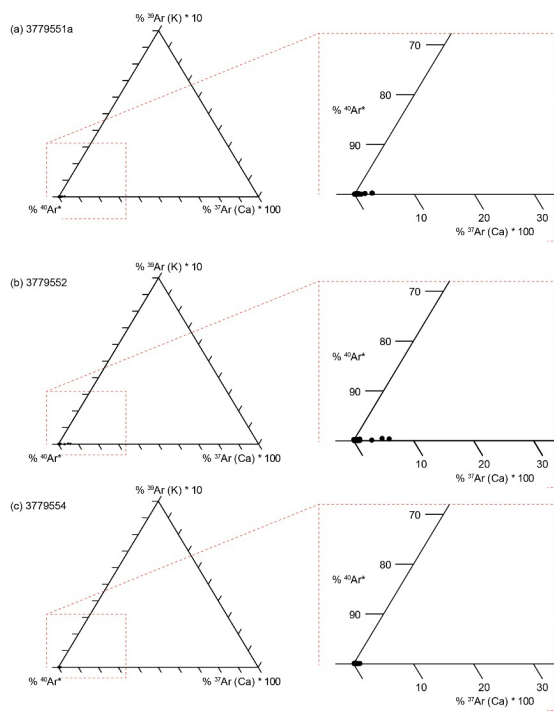 (a) 3779551a
% ³⁹Ar (K) * 10
% ⁴⁰Ar*
% ³⁷Ar (Ca) * 100
70
80
% ⁴⁰Ar*
90
10
20
30
% ³⁷Ar (Ca) * 100
(b) 3779552
% ³⁹Ar (K) * 10
% ⁴⁰Ar*
% ³⁷Ar (Ca) * 100
70
80
% ⁴⁰Ar*
90
10
20
30
% ³⁷Ar (Ca) * 100
(c) 3779554
% ³⁹Ar (K) * 10
% ⁴⁰Ar*
% ³⁷Ar (Ca) * 100
70
80
% ⁴⁰Ar*
90
10
20
30
% ³⁷Ar (Ca) * 100